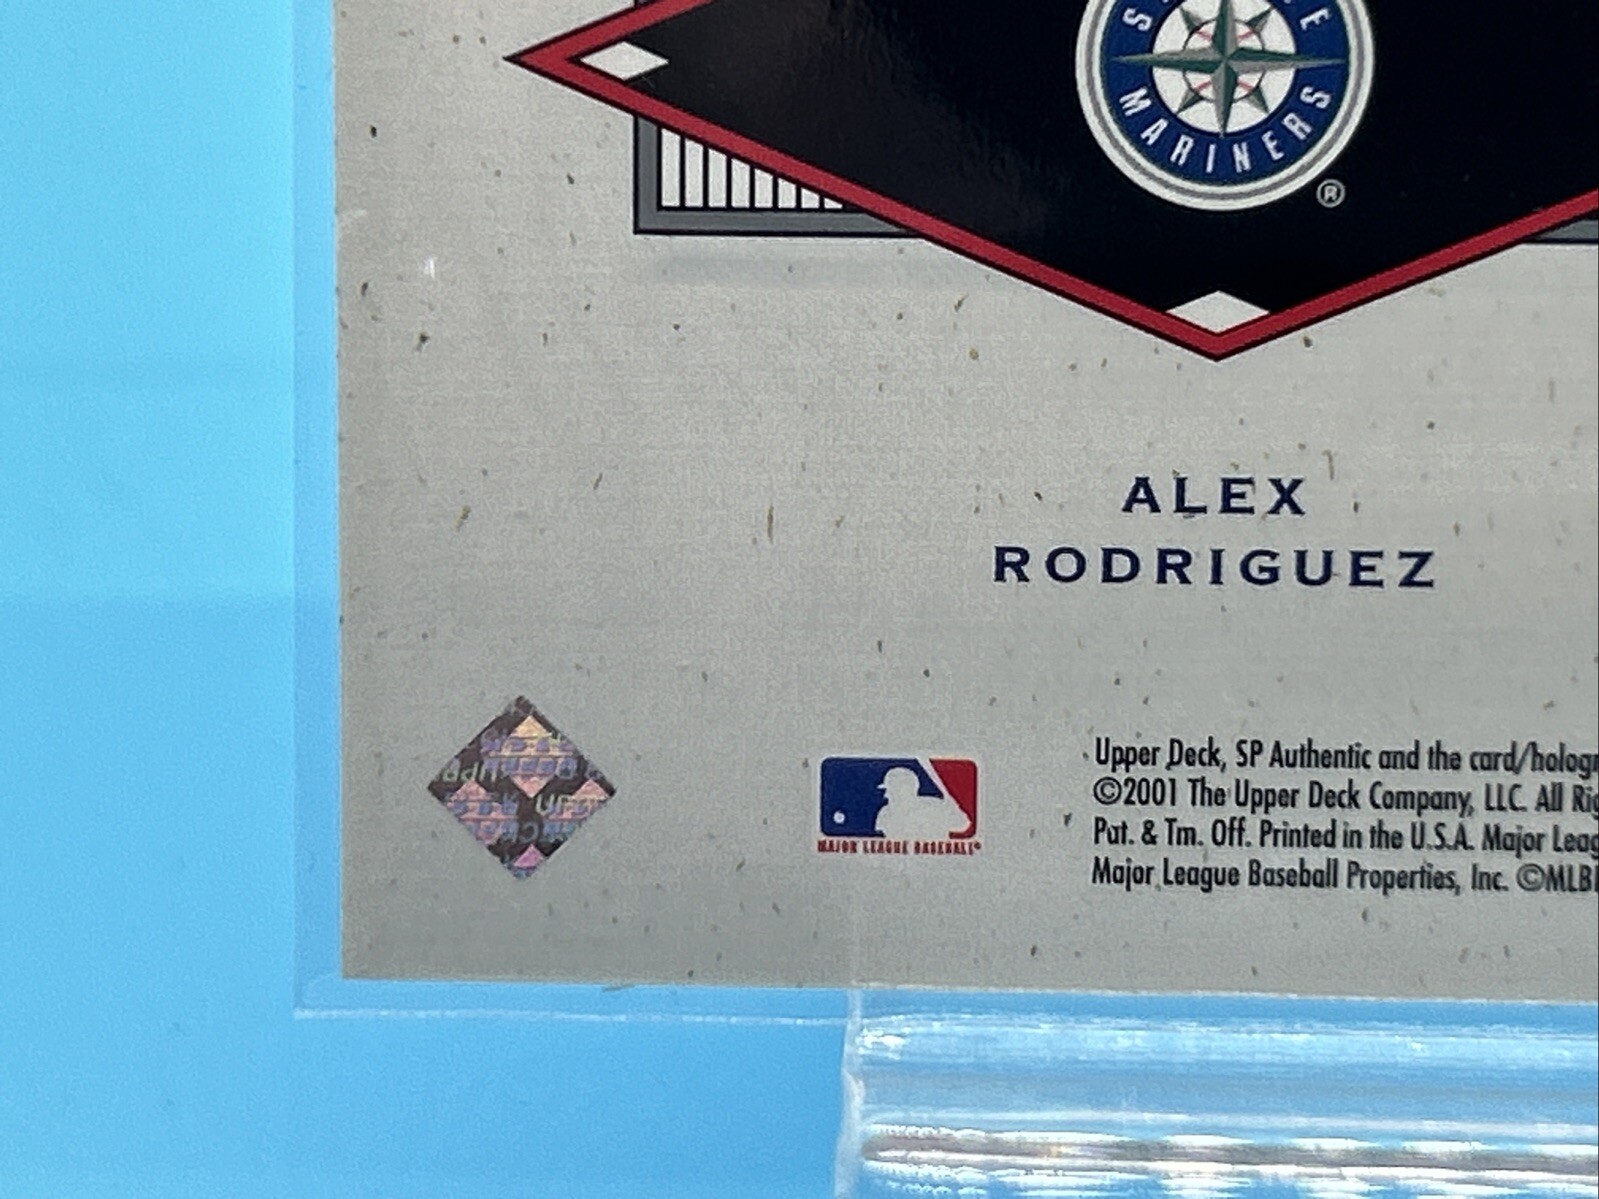 MARINERS
®
ALEX
RODRIGUEZ
Upper Deck, SP Authentic and the card/hologr
©2001 The Upper Deck Company, LLC. All Rig
Pat. & Tm. Off. Printed in the U.S.A. Major Leag
MAJOR LEAGUE BASEBALL®
Major League Baseball Properties, Inc. ©MLB